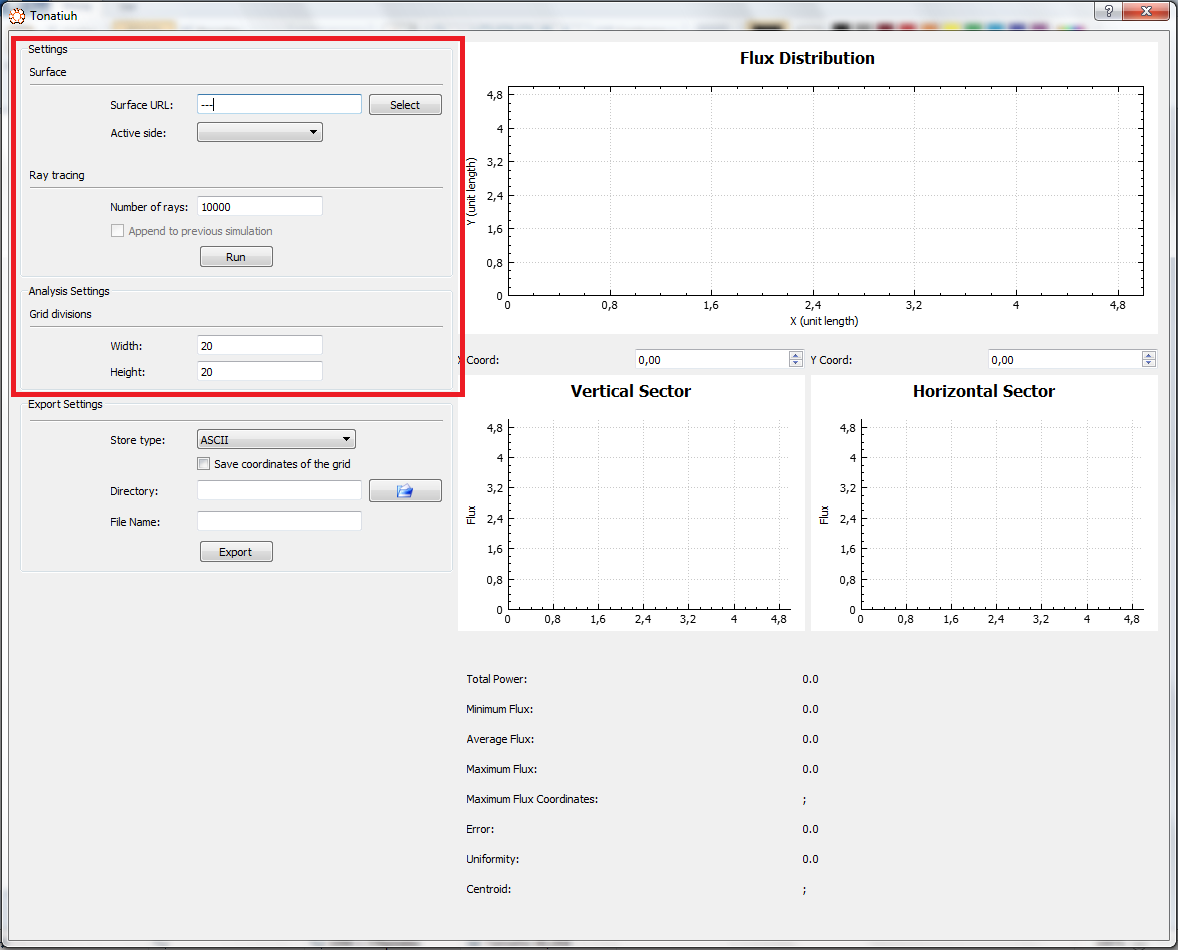 Tonatiuh
Settings
Surface
Surface URL: --- Select
Active side:
Ray tracing
Number of rays: 10000
Append to previous simulation
Run
Analysis Settings
Grid divisions
Width: 20
Height: 20
Export Settings
Store type: ASCII
Save coordinates of the grid
Directory:
File Name:
Export
Flux Distribution
Y (unit length)
4,8
4
3,2
2,4
1,6
0,8
0
0 0,8 1,6 2,4 3,2 4 4,8
X (unit length)
X Coord: 0,00 Y Coord: 0,00
Vertical Sector
Flux
4,8
4
3,2
2,4
1,6
0,8
0
0 0,8 1,6 2,4 3,2 4 4,8
Horizontal Sector
Flux
4,8
4
3,2
2,4
1,6
0,8
0
0 0,8 1,6 2,4 3,2 4 4,8
Total Power: 0.0
Minimum Flux: 0.0
Average Flux: 0.0
Maximum Flux: 0.0
Maximum Flux Coordinates: ;
Error: 0.0
Uniformity: 0.0
Centroid: ;